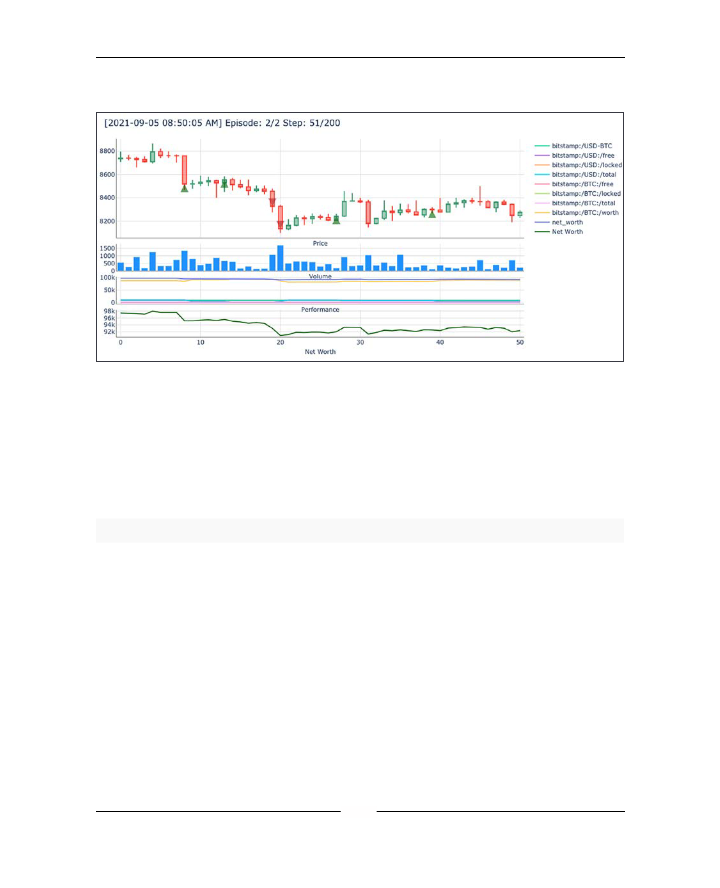 [2021-09-05 08:50:05 AM] Episode: 2/2 Step: 51/200
8800
8600
8400
8200
Price
1500
1000
500
0
Volume
100k
50k
0
Performance
98k
96k
94k
92k
0 10 20 30 40 50
Net Worth
bitstamp:/USD-BTC
bitstamp:/USD:/free
bitstamp:/USD:/locked
bitstamp:/USD:/total
bitstamp:/BTC:/free
bitstamp:/BTC:/locked
bitstamp:/BTC:/total
bitstamp:/BTC:/worth
net_worth
Net Worth